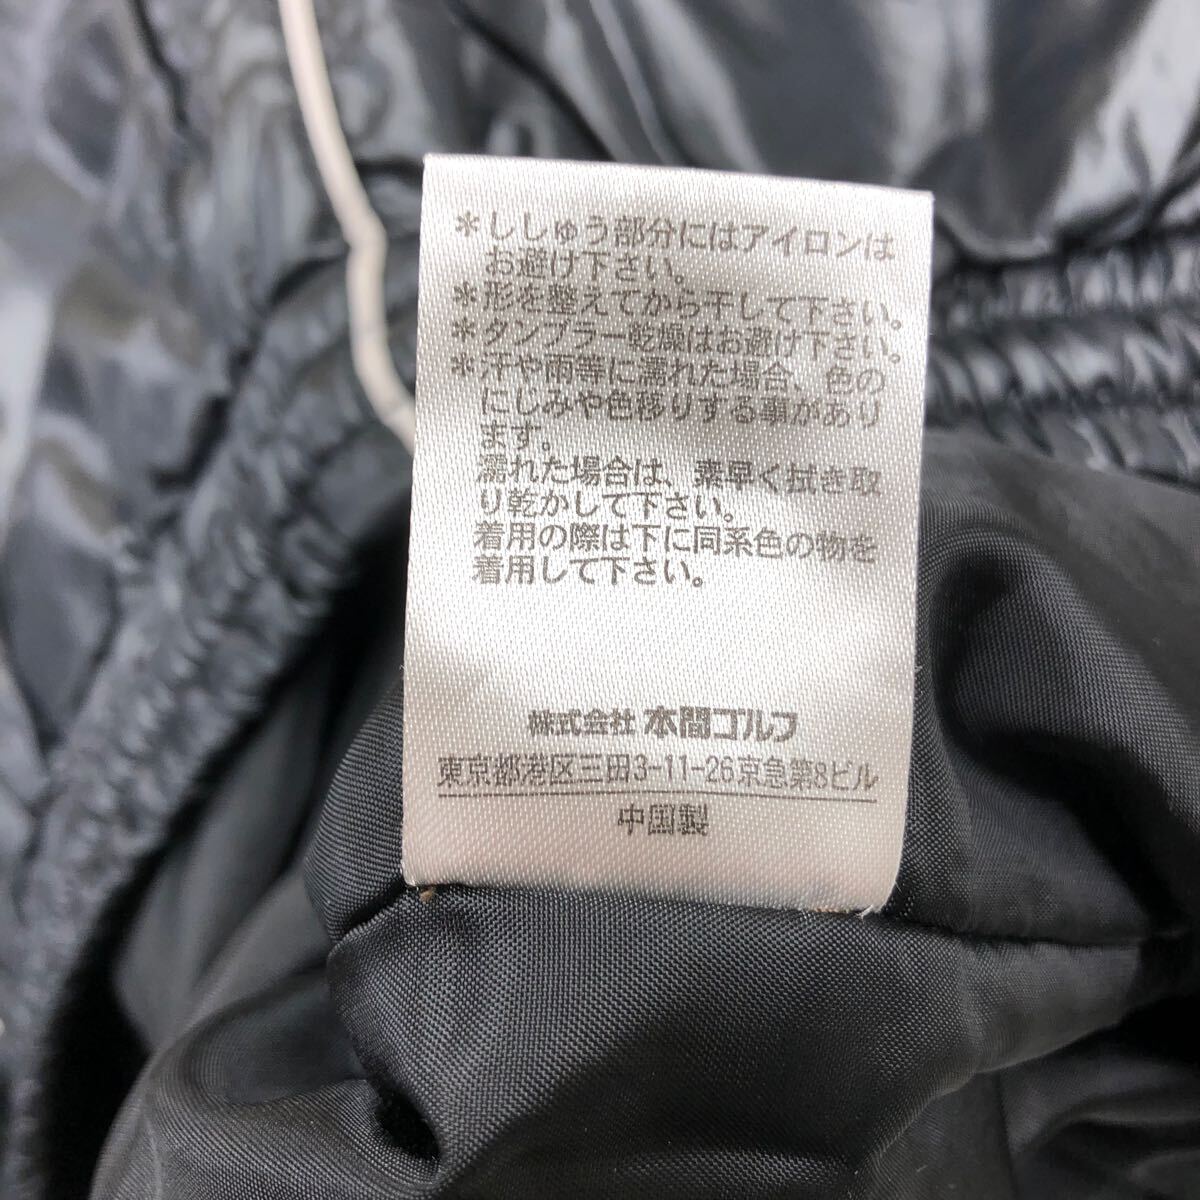 *ししゅう部分にはアイロンは
お避け下さい。
*形を整えてから干して下さい。
*タンブラー乾燥はお避け下さい。
*汗や雨等に濡れた場合、色の
にじみや色移りする事があり
ます。
濡れた場合は、素早く拭き取
り乾かして下さい。
着用の際は下に同系色の物を
着用して下さい。
株式会社 本間ゴルフ
東京都港区三田3-11-26京急第8ビル
中国製